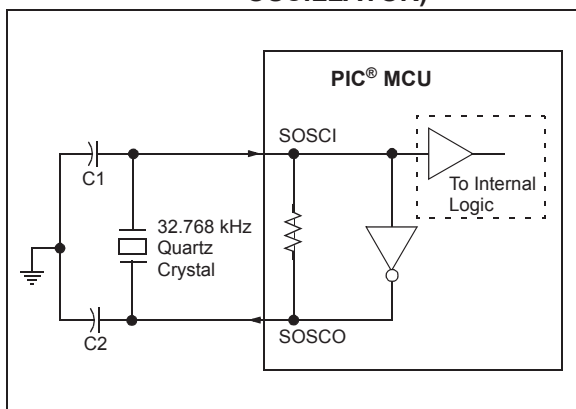 PIC® MCU
SOSCI
C1
To Internal
Logic
32.768 kHz
Quartz
Crystal
SOSCO
C2